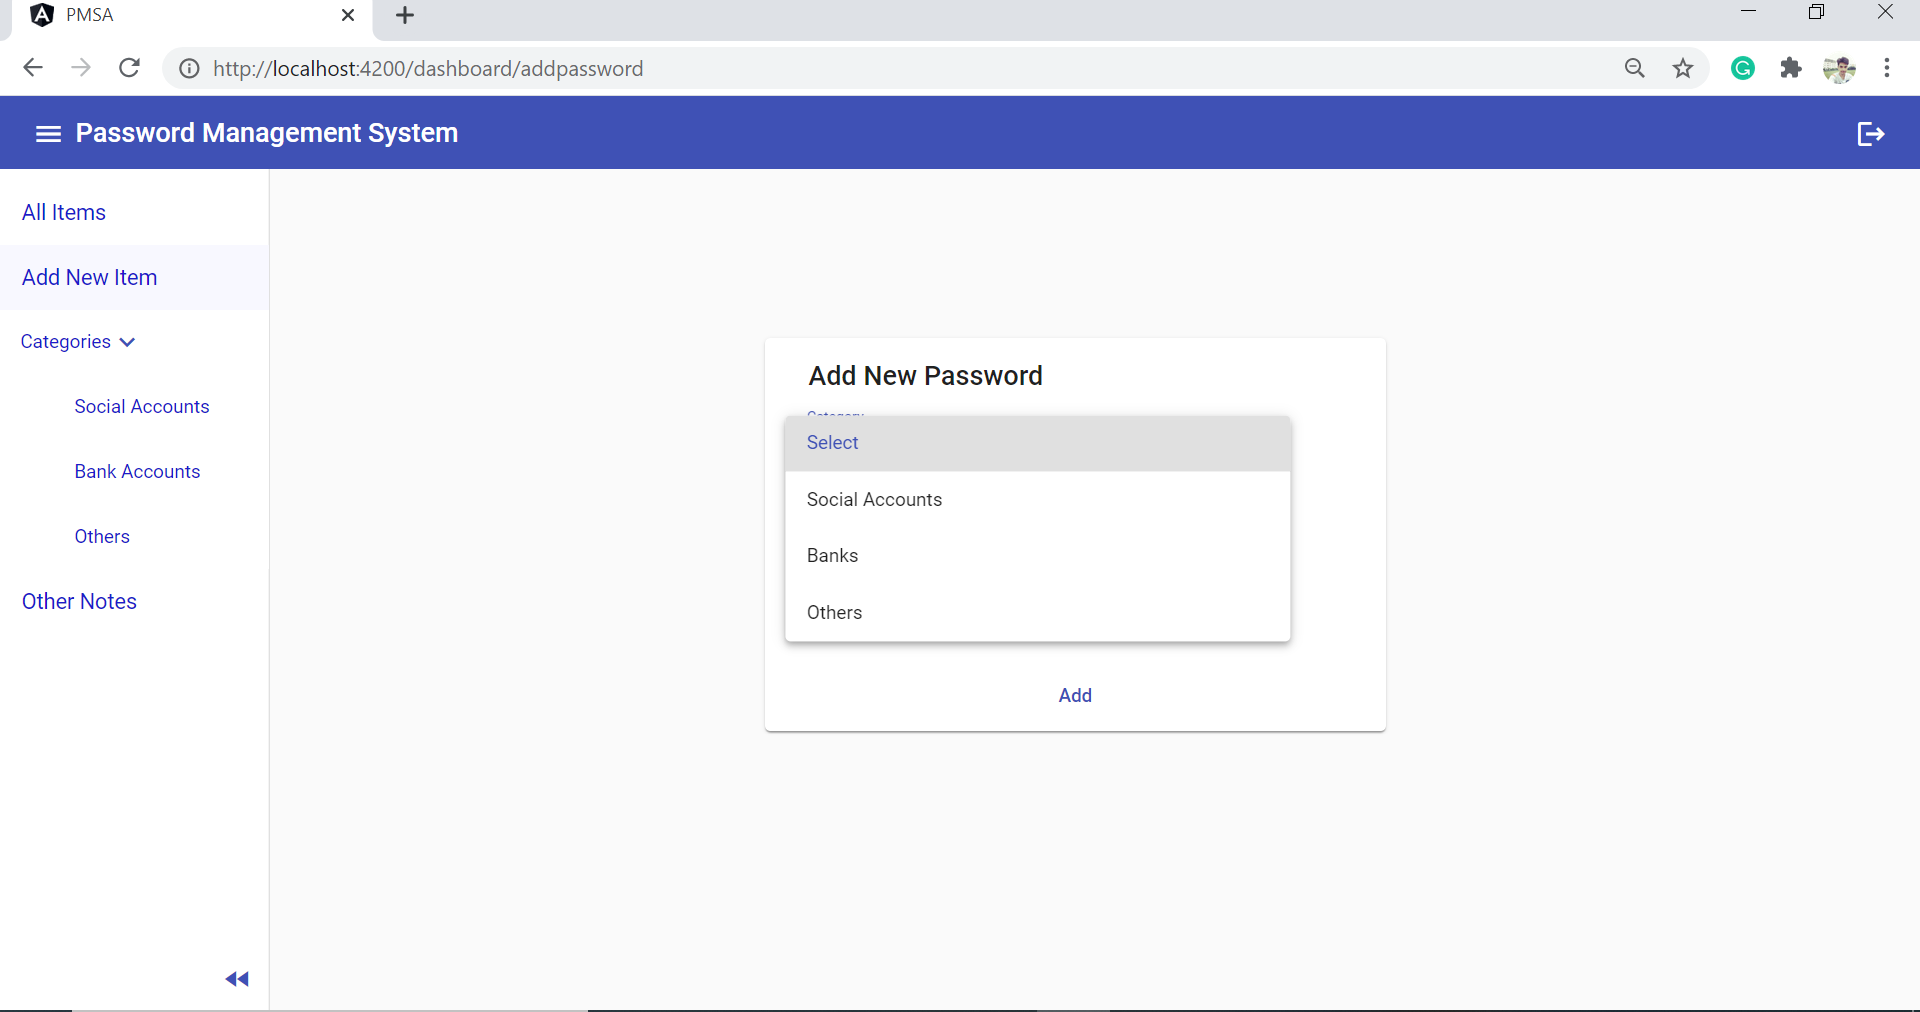 PMSA
http://localhost:4200/dashboard/addpassword
Password Management System
All Items
Add New Item
Categories
Social Accounts
Bank Accounts
Others
Other Notes
Add New Password
Category
Select
Social Accounts
Banks
Others
Add